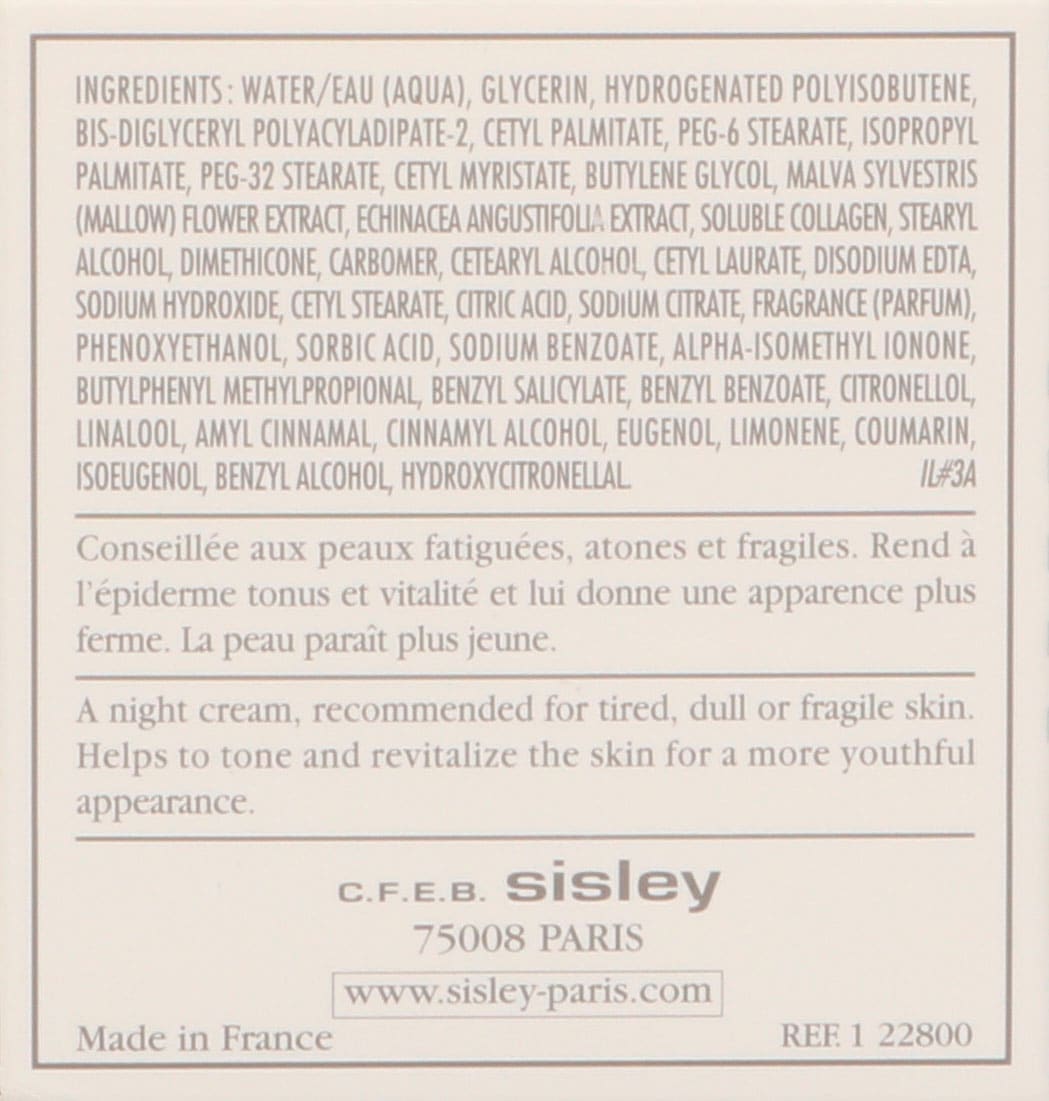 INGREDIENTS: WATER/EAU (AQUA), GLYCERIN, HYDROGENATED POLYISOBUTENE,
BIS-DIGLYCERYL POLYACYLADIPATE-2, CETYL PALMITATE, PEG-6 STEARATE, ISOPROPYL
PALMITATE, PEG-32 STEARATE, CETYL MYRISTATE, BUTYLENE GLYCOL, MALVA SYLVESTRIS
(MALLOW) FLOWER EXTRACT, ECHINACEA ANGUSTIFOLIA EXTRACT, SOLUBLE COLLAGEN, STEARYL
ALCOHOL, DIMETHICONE, CARBOMER, CETEARYL ALCOHOL, CETYL LAURATE, DISODIUM EDTA,
SODIUM HYDROXIDE, CETYL STEARATE, CITRIC ACID, SODIUM CITRATE, FRAGRANCE (PARFUM),
PHENOXYETHANOL, SORBIC ACID, SODIUM BENZOATE, ALPHA-ISOMETHYL IONONE,
BUTYLPHENYL METHYLPROPIONAL, BENZYL SALICYLATE, BENZYL BENZOATE, CITRONELLOL,
LINALOOL, AMYL CINNAMAL, CINNAMYL ALCOHOL, EUGENOL, LIMONENE, COUMARIN,
ISOEUGENOL, BENZYL ALCOHOL, HYDROXYCITRONELLAL. IL#3A
Conseillée aux peaux fatiguées, atones et fragiles. Rend à
l'épiderme tonus et vitalité et lui donne une apparence plus
ferme. La peau paraît plus jeune.
A night cream, recommended for tired, dull or fragile skin.
Helps to tone and revitalize the skin for a more youthful
appearance.
C.F.E.B. sisley
75008 PARIS
www.sisley-paris.com
Made in France REF. 1 22800